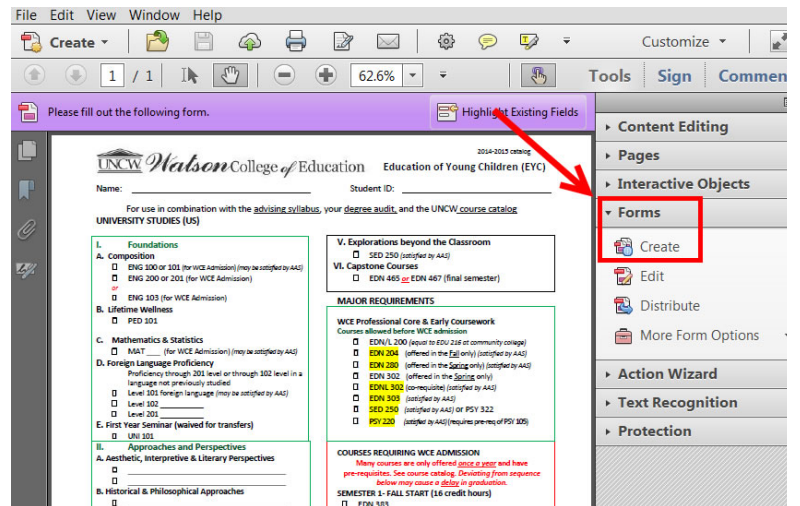 File Edit View Window Help
Create
Customize
1 / 1
62.6%
Tools Sign Commen
Please fill out the following form.
Highlight Existing Fields
Content Editing
Pages
Interactive Objects
Forms
Create
Edit
Distribute
More Form Options
Action Wizard
Text Recognition
Protection
2014-2015 catalog
UNCW Watson College of Education Education of Young Children (EYC)
Name: Student ID:
For use in combination with the advising syllabus, your degree audit, and the UNCW course catalog
UNIVERSITY STUDIES (US)
I. Foundations
A. Composition
ENG 100 or 101 (for WCE Admission) (may be satisfied by AAS)
ENG 200 or 201 (for WCE Admission)
or
ENG 103 (for WCE Admission)
B. Lifetime Wellness
PED 101
C. Mathematics & Statistics
MAT ___ (for WCE Admission) (may be satisfied by AAS)
D. Foreign Language Proficiency
Proficiency through 201 level or through 102 level in a
language not previously studied
Level 101 foreign language (may be satisfied by AAS)
Level 102
Level 201
E. First Year Seminar (waived for transfers)
UNI 101
II. Approaches and Perspectives
A. Aesthetic, Interpretive & Literary Perspectives
B. Historical & Philosophical Approaches
V. Explorations beyond the Classroom
SED 250 (satisfied by AAS)
VI. Capstone Courses
EDN 465 or EDN 467 (final semester)
MAJOR REQUIREMENTS
WCE Professional Core & Early Coursework
Courses allowed before WCE admission
EDN/L 200 (equal to EDU 216 at community college)
EDN 204 (offered in the Fall only) (satisfied by AAS)
EDN 280 (offered in the Spring only) (satisfied by AAS)
EDN 302 (offered in the Spring only)
EDNL 302 (co-requisite) (satisfied by AAS)
EDN 303 (satisfied by AAS)
SED 250 (satisfied by AAS) or PSY 322
PSY 220 (satisfied by AAS) (requires pre-req of PSY 105)
COURSES REQUIRING WCE ADMISSION
Many courses are only offered once a year and have
pre-requisites. See course catalog. Deviating from sequence
below may cause a delay in graduation.
SEMESTER 1- FALL START (16 credit hours)
EDN 303